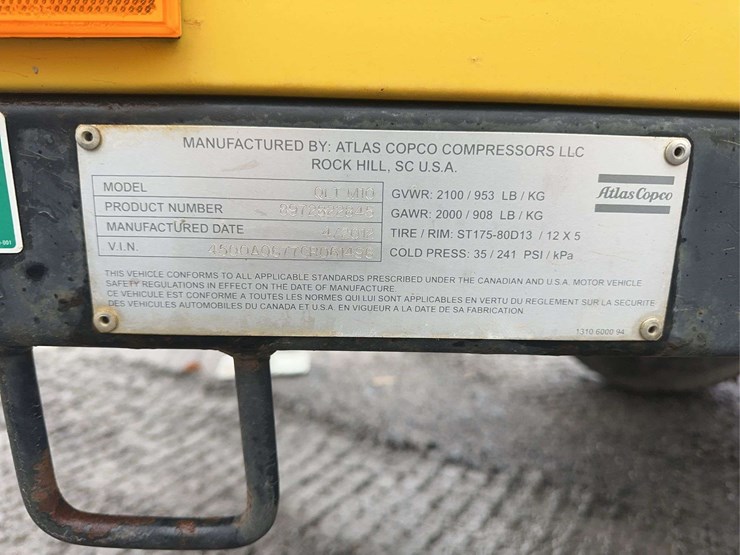 MANUFACTURED BY: ATLAS COPCO COMPRESSORS LLC
ROCK HILL, SC U.S.A.
MODEL
PRODUCT NUMBER
MANUFACTURED DATE
V.I.N.
GVWR: 2100 / 953 LB / KG
GAWR: 2000 / 908 LB / KG
TIRE / RIM: ST175-80D13 / 12 X 5
COLD PRESS: 35 / 241 PSI / kPa
Atlas Copco
THIS VEHICLE CONFORMS TO ALL APPLICABLE STANDARDS PRESCRIBED UNDER THE CANADIAN AND U.S.A. MOTOR VEHICLE
SAFETY REGULATIONS IN EFFECT ON THE DATE OF MANUFACTURE
CE VEHICULE EST CONFORME A TOUTES LES NORMES QUI LUI SONT APPLICABLES EN VERTU DU REGLEMENT SUR LA SECURITE
DES VEHICULES AUTOMOBILES DU CANADA ET U.S.A. EN VIGUEUR A LA DATE DE SA FABRICATION
1310 6000 94